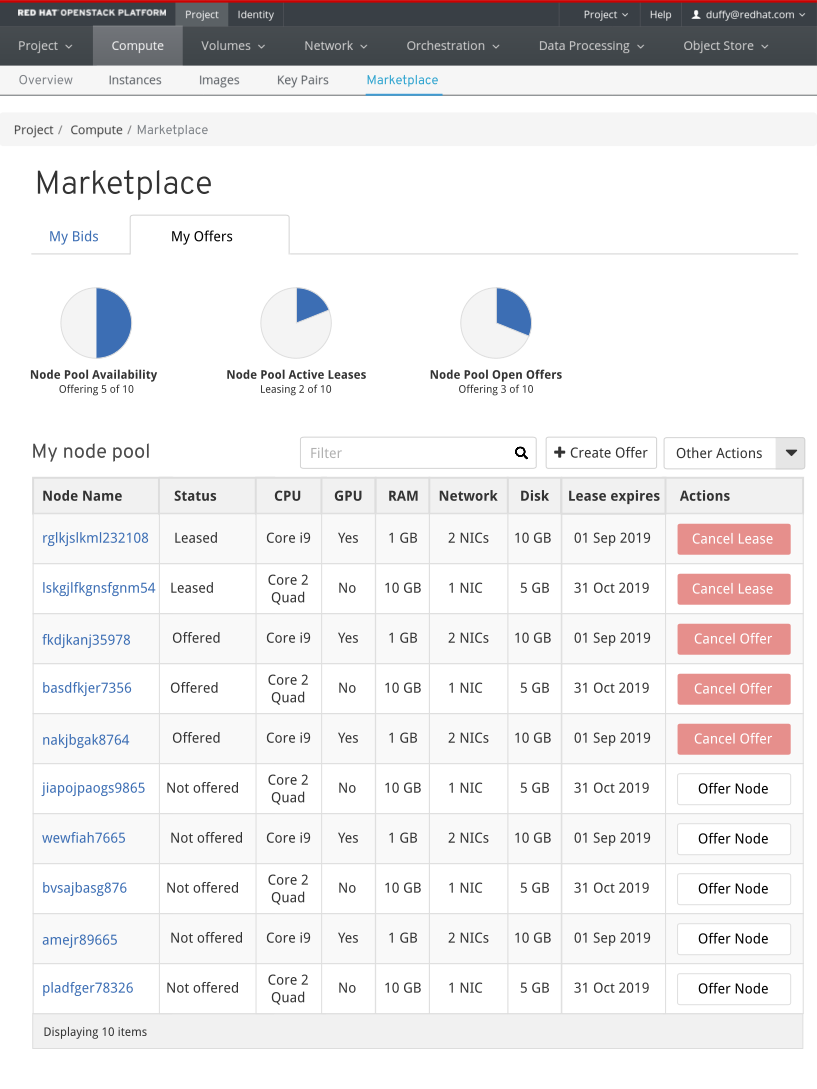 RED HAT OPENSTACK PLATFORM Project Identity Project Help duffy@redhat.com
Project Compute Volumes Network Orchestration Data Processing Object Store
Overview Instances Images Key Pairs Marketplace
Project / Compute / Marketplace
Marketplace
My Bids My Offers
Node Pool Availability Node Pool Active Leases Node Pool Open Offers
Offering 5 of 10 Leasing 2 of 10 Offering 3 of 10
My node pool Filter Create Offer Other Actions
Node Name Status CPU GPU RAM Network Disk Lease expires Actions
rglkjslkml232108 Leased Core i9 Yes 1 GB 2 NICs 10 GB 01 Sep 2019 Cancel Lease
lskgjlfkgnsfgnm54 Leased Core 2 Quad No 10 GB 1 NIC 5 GB 31 Oct 2019 Cancel Lease
fkdjkanj35978 Offered Core i9 Yes 1 GB 2 NICs 10 GB 01 Sep 2019 Cancel Offer
basdfkjer7356 Offered Core 2 Quad No 10 GB 1 NIC 5 GB 31 Oct 2019 Cancel Offer
nakjbgak8764 Offered Core i9 Yes 1 GB 2 NICs 10 GB 01 Sep 2019 Cancel Offer
jiapojpaogs9865 Not offered Core 2 Quad No 10 GB 1 NIC 5 GB 31 Oct 2019 Offer Node
wewfiah7665 Not offered Core i9 Yes 1 GB 2 NICs 10 GB 01 Sep 2019 Offer Node
bvsajbasg876 Not offered Core 2 Quad No 10 GB 1 NIC 5 GB 31 Oct 2019 Offer Node
amejr89665 Not offered Core i9 Yes 1 GB 2 NICs 10 GB 01 Sep 2019 Offer Node
pladfger78326 Not offered Core 2 Quad No 10 GB 1 NIC 5 GB 31 Oct 2019 Offer Node
Displaying 10 items